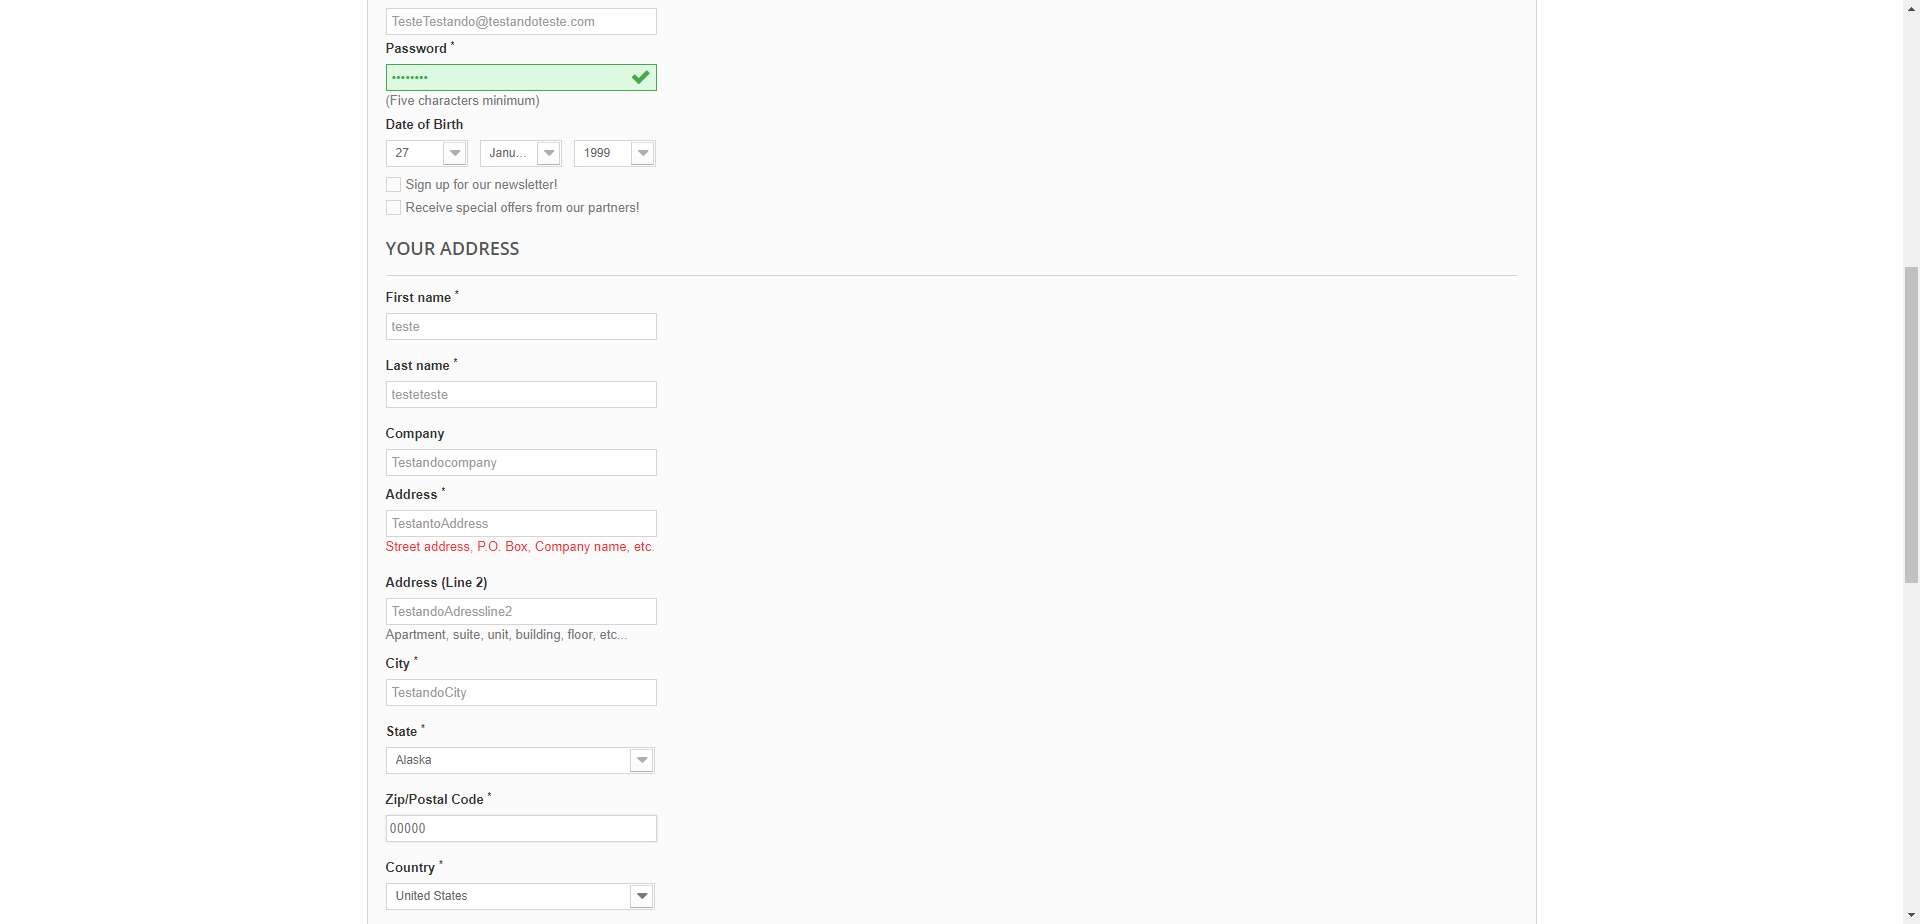 TesteTestando@testandoteste.com
Password *
••••••••
(Five characters minimum)
Date of Birth
27 Janu... 1999
Sign up for our newsletter!
Receive special offers from our partners!
YOUR ADDRESS
First name *
teste
Last name *
testeteste
Company
Testandocompany
Address *
TestantoAddress
Street address, P.O. Box, Company name, etc.
Address (Line 2)
TestandoAdressline2
Apartment, suite, unit, building, floor, etc...
City *
TestandoCity
State *
Alaska
Zip/Postal Code *
00000
Country *
United States